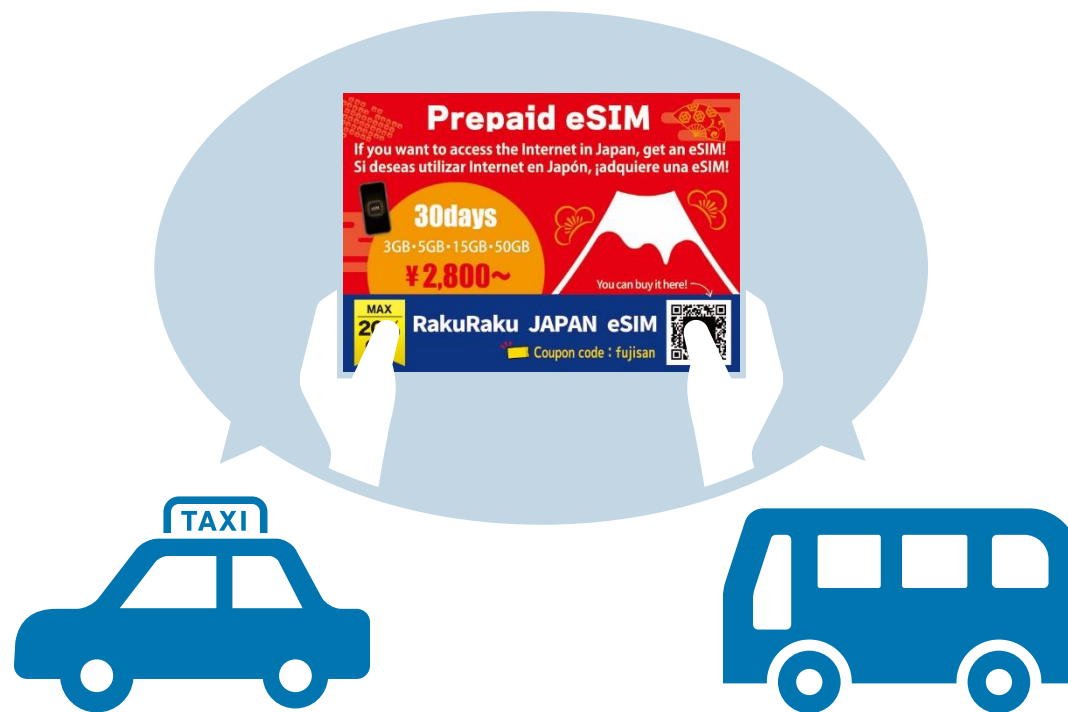 Prepaid eSIM
If you want to access the Internet in Japan, get an eSIM!
Si deseas utilizar Internet en Japón, ¡adquiere una eSIM!
30days
3GB・5GB・15GB・50GB
¥2,800～
You can buy it here!
MAX
RakuRaku JAPAN eSIM
Coupon code：fujisan
TAXI